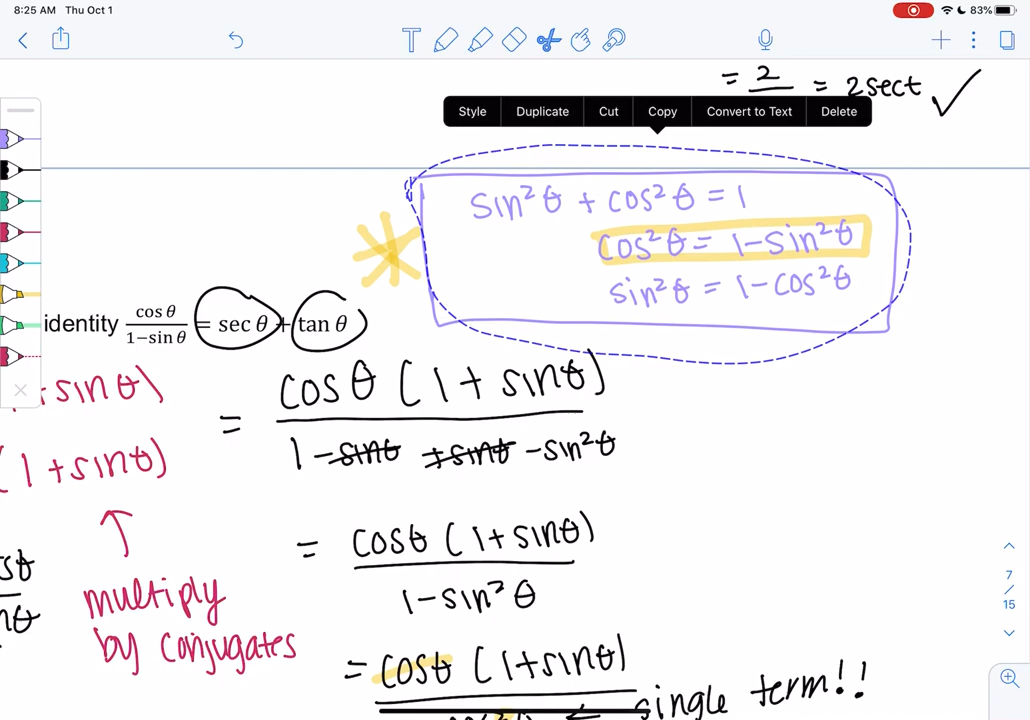 8:25 AM Thu Oct 1
83%
= 2 = 2sect ✓
Style Duplicate Cut Copy Convert to Text Delete
sin²θ + cos²θ = 1
cos²θ = 1-sin²θ
sin²θ = 1-cos²θ
identity cos θ / 1−sin θ = sec θ + tan θ
sinθ)
(1+sinθ)
↑
multiply
by conjugates
= cosθ (1+ sinθ)
1 -sinθ +sinθ -sin²θ
= cosθ (1+sinθ)
1-sin²θ
= cosθ (1+sinθ)
← single term!!
7
/
15